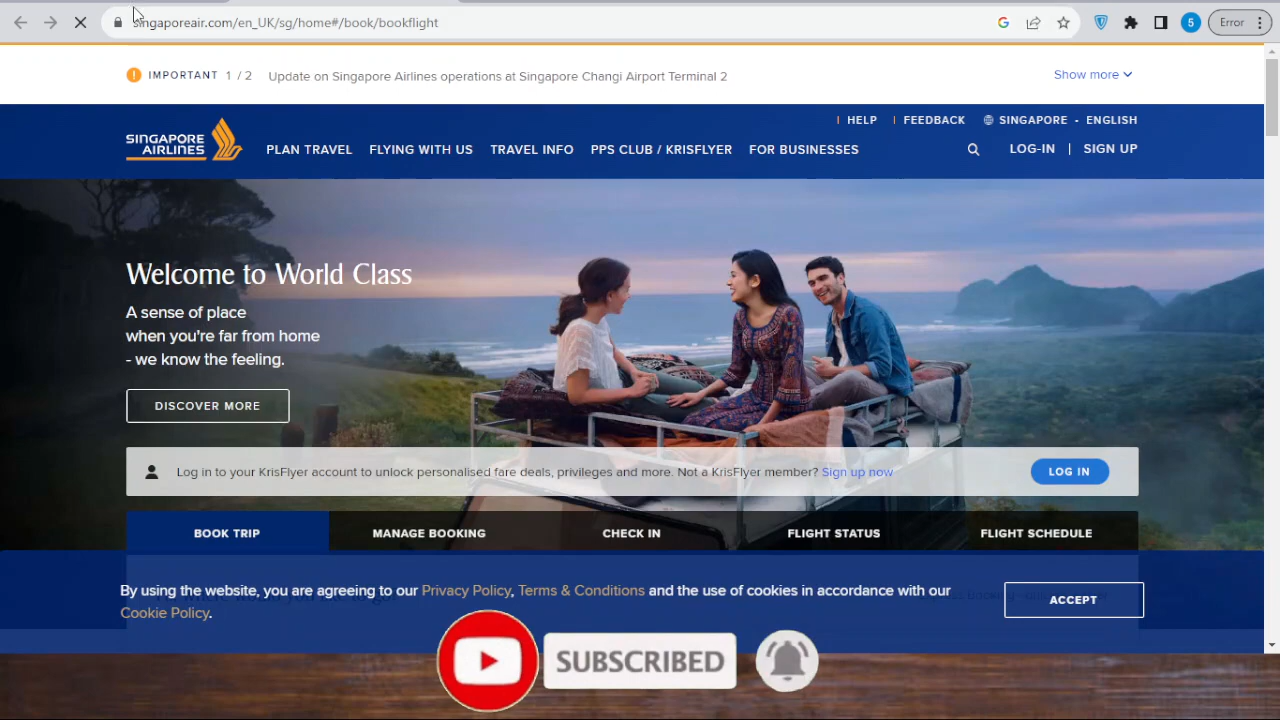 singaporeair.com/en_UK/sg/home#/book/bookflight
G
5
Error
! IMPORTANT 1 / 2 Update on Singapore Airlines operations at Singapore Changi Airport Terminal 2
Show more
HELP
FEEDBACK
SINGAPORE - ENGLISH
SINGAPORE
AIRLINES
PLAN TRAVEL
FLYING WITH US
TRAVEL INFO
PPS CLUB / KRISFLYER
FOR BUSINESSES
LOG-IN | SIGN UP
Welcome to World Class
A sense of place
when you're far from home
- we know the feeling.
DISCOVER MORE
Log in to your KrisFlyer account to unlock personalised fare deals, privileges and more. Not a KrisFlyer member? Sign up now
LOG IN
BOOK TRIP
MANAGE BOOKING
CHECK IN
FLIGHT STATUS
FLIGHT SCHEDULE
By using the website, you are agreeing to our Privacy Policy, Terms & Conditions and the use of cookies in accordance with our
Cookie Policy.
ACCEPT
SUBSCRIBED